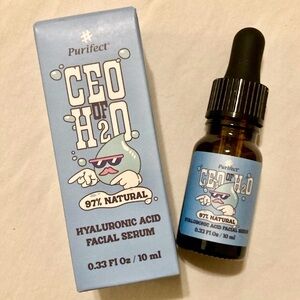 Purifect
CEO
OF
H2O
97% NATURAL
HYALURONIC ACID
FACIAL SERUM
0.33 Fl Oz / 10 ml
Purifect
CEO OF H2O
97% NATURAL
HYALURONIC ACID
FACIAL SERUM
0.33 Fl Oz / 10 ml